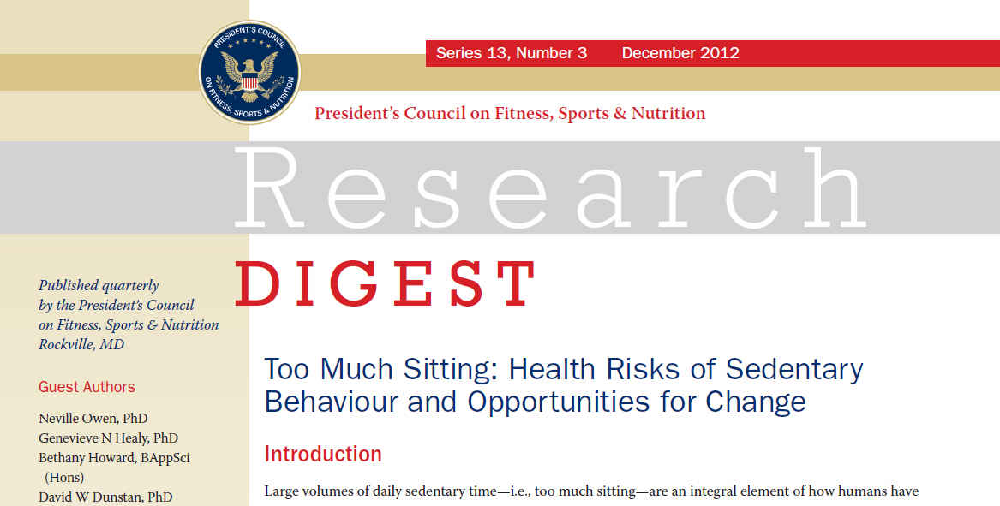 PRESIDENT'S COUNCIL
ON FITNESS, SPORTS & NUTRITION
Series 13, Number 3 December 2012
President's Council on Fitness, Sports & Nutrition
Research
DIGEST
Published quarterly
by the President's Council
on Fitness, Sports & Nutrition
Rockville, MD
Guest Authors
Neville Owen, PhD
Genevieve N Healy, PhD
Bethany Howard, BAppSci
(Hons)
David W Dunstan, PhD
Too Much Sitting: Health Risks of Sedentary
Behaviour and Opportunities for Change
Introduction
Large volumes of daily sedentary time—i.e., too much sitting—are an integral element of how humans have